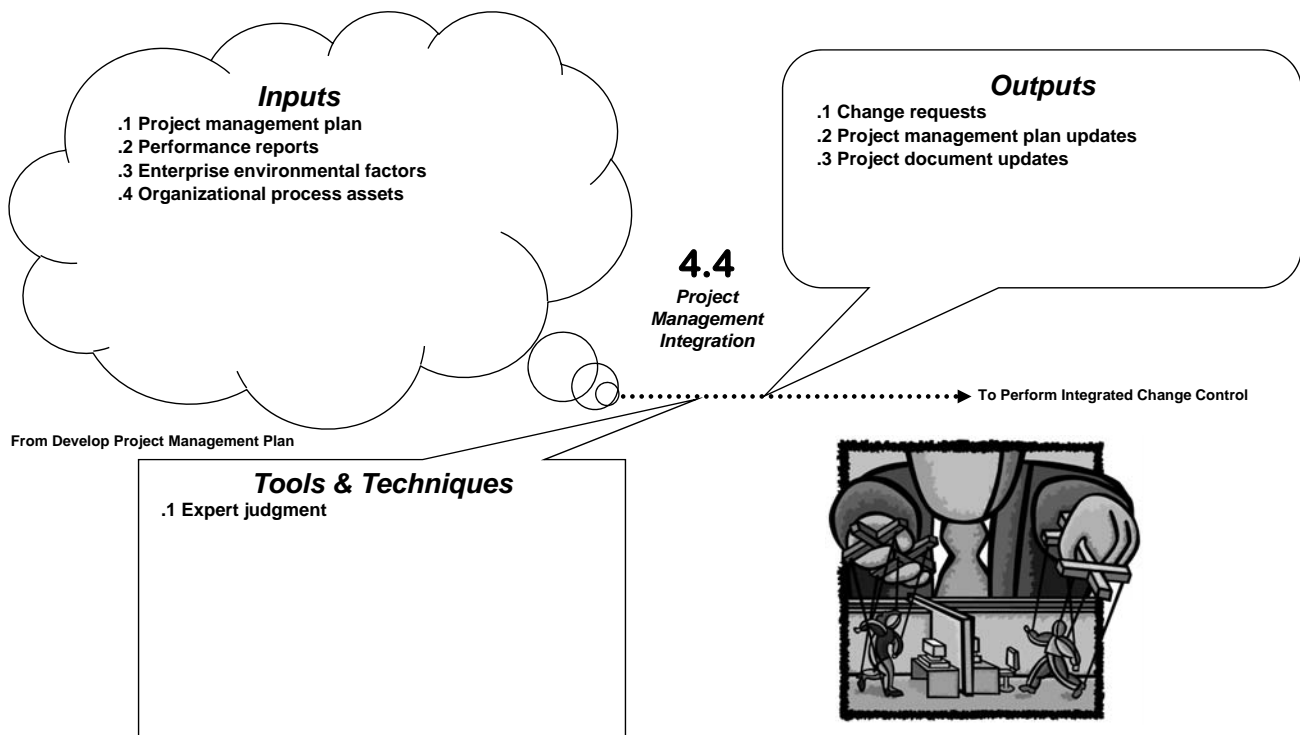 Inputs
.1 Project management plan
.2 Performance reports
.3 Enterprise environmental factors
.4 Organizational process assets
Outputs
.1 Change requests
.2 Project management plan updates
.3 Project document updates
4.4
Project
Management
Integration
To Perform Integrated Change Control
From Develop Project Management Plan
Tools & Techniques
.1 Expert judgment